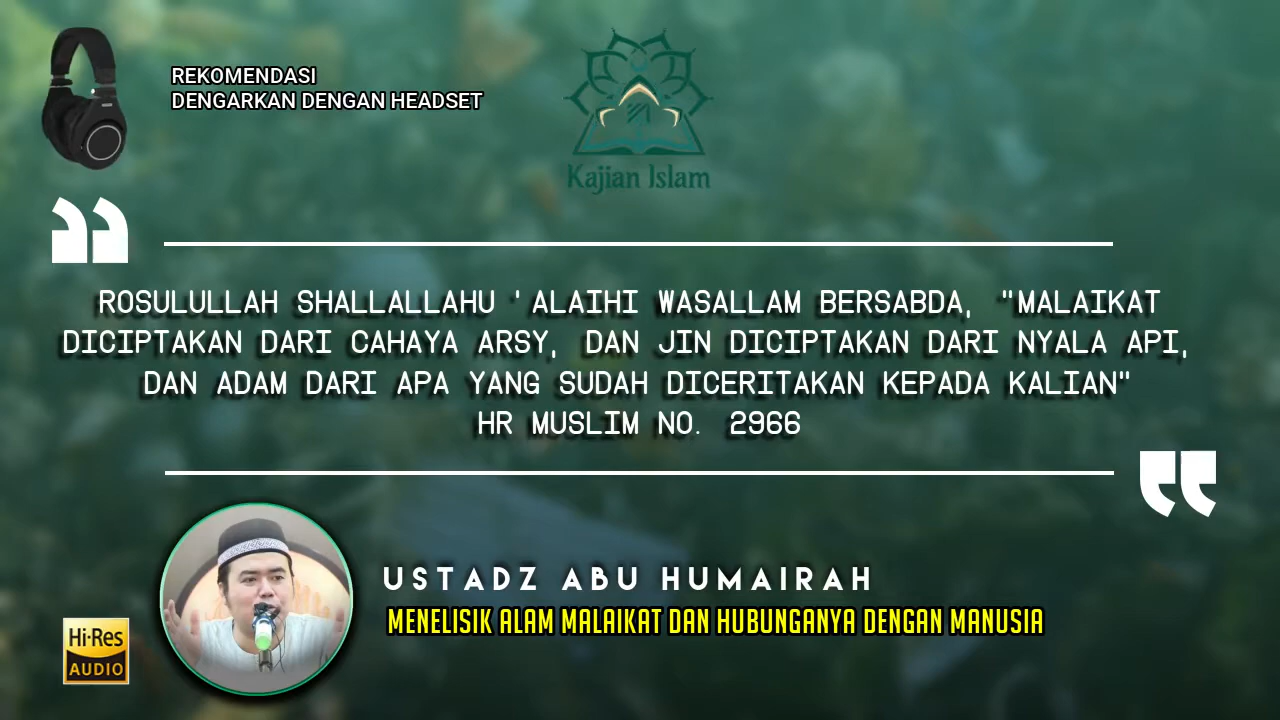 REKOMENDASI
DENGARKAN DENGAN HEADSET
Kajian Islam
ROSULULLAH SHALLALLAHU 'ALAIHI WASALLAM BERSABDA, "MALAIKAT
DICIPTAKAN DARI CAHAYA ARSY, DAN JIN DICIPTAKAN DARI NYALA API,
DAN ADAM DARI APA YANG SUDAH DICERITAKAN KEPADA KALIAN"
HR MUSLIM NO. 2966
USTADZ ABU HUMAIRAH
MENELISIK ALAM MALAIKAT DAN HUBUNGANYA DENGAN MANUSIA
Hi-Res
AUDIO